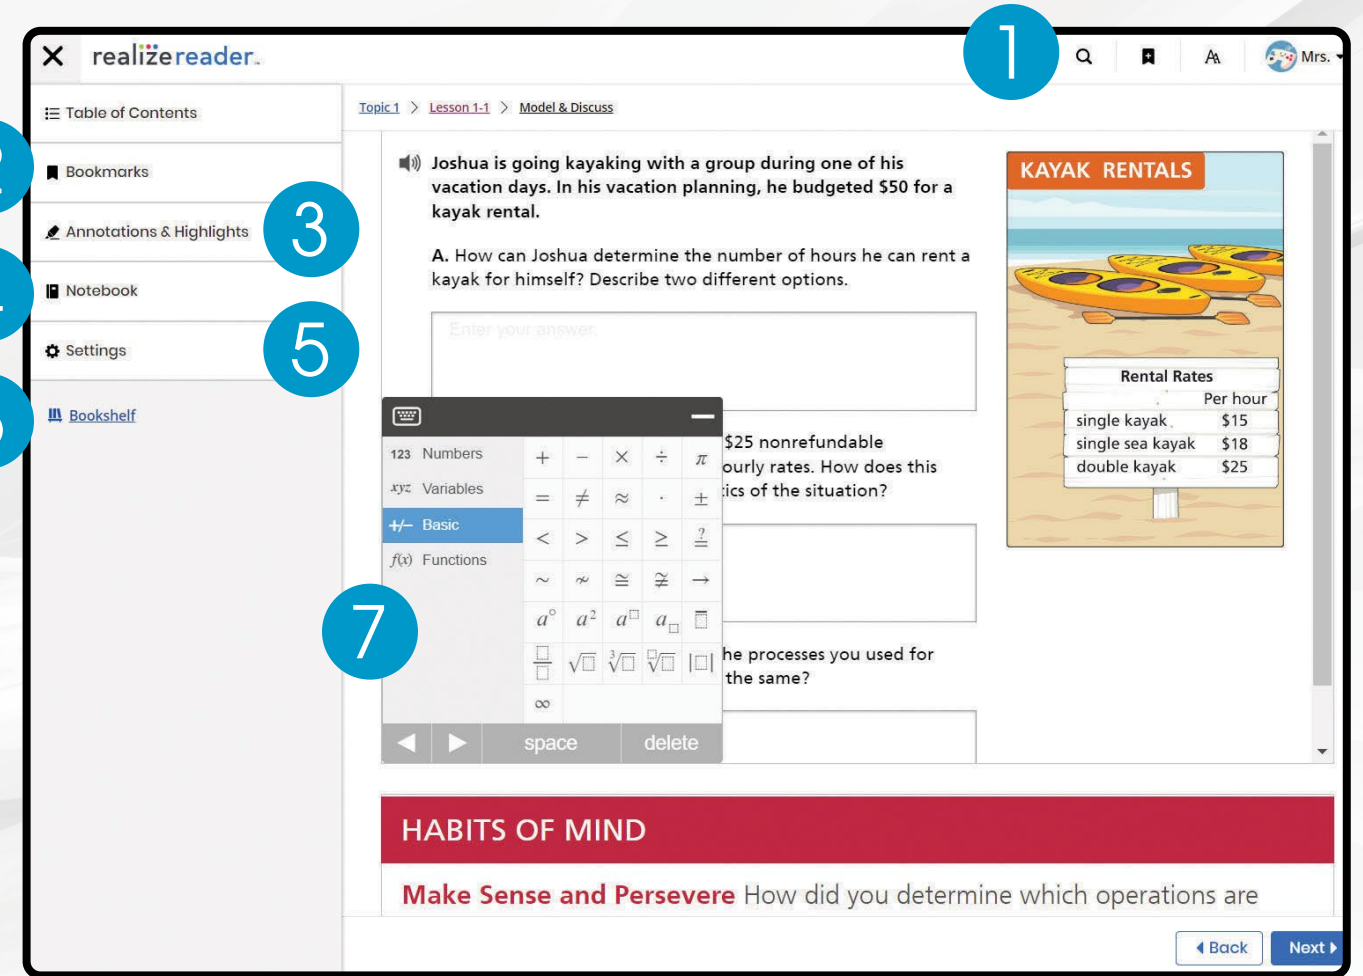 1
realizereader
Mrs.
Table of Contents
Topic 1 > Lesson 1-1 > Model & Discuss
2
Bookmarks
3
Annotations & Highlights
Notebook
5
Settings
Bookshelf
Joshua is going kayaking with a group during one of his
vacation days. In his vacation planning, he budgeted $50 for a
kayak rental.
A. How can Joshua determine the number of hours he can rent a
kayak for himself? Describe two different options.
Enter your answer.
KAYAK RENTALS
Rental Rates
Per hour
single kayak $15
single sea kayak $18
double kayak $25
$25 nonrefundable
ourly rates. How does this
ics of the situation?
he processes you used for
the same?
123 Numbers
xyz Variables
+/− Basic
f(x) Functions
7
+ − × ÷ π
= ≠ ≈ · ±
< > ≤ ≥ ≟
~ ≁ ≅ ≇ →
a° a² a□ a□ □
□/□ √□ ³√□ □√□ |□|
∞
space delete
HABITS OF MIND
Make Sense and Persevere How did you determine which operations are
Back Next